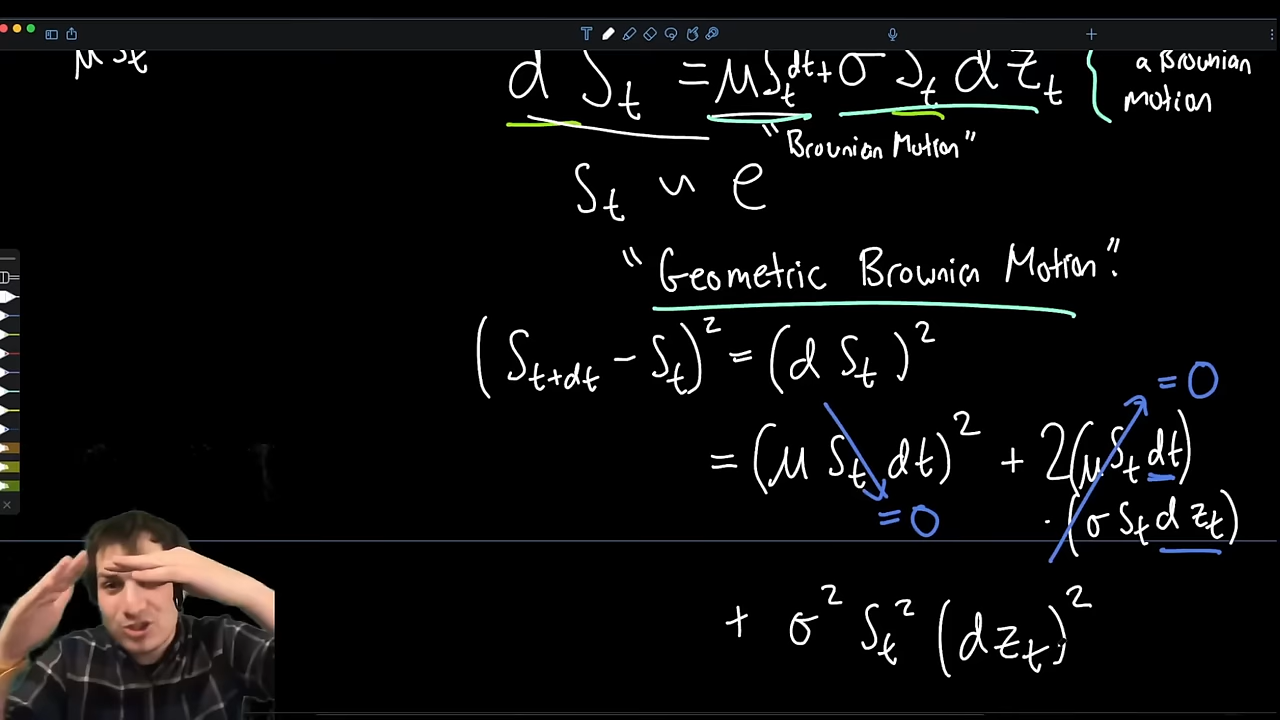 μ S_t
d S_t = μ S_t dt + σ S_t d z_t
a Brownian
motion
"Brownian Motion"
S_t ~ e
"Geometric Brownian Motion".
(S_{t+dt} - S_t)² = (d S_t)²
= 0
= (μ S_t dt)² + 2(μ S_t dt)
= 0
· (σ S_t d z_t)
+ σ² S_t² (d z_t)²